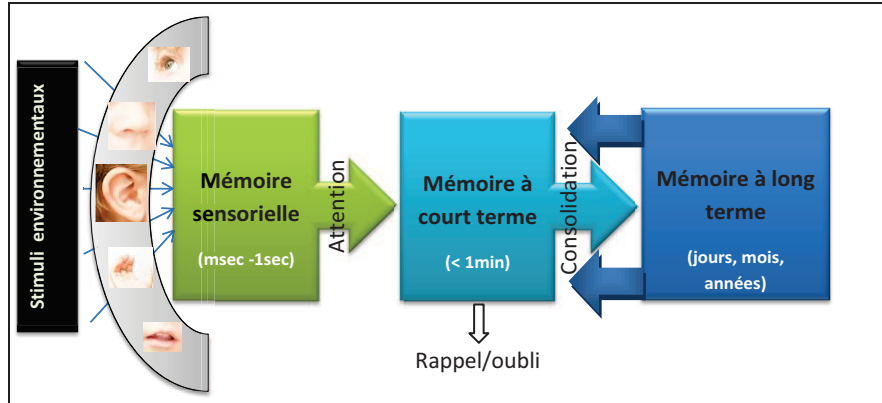 Stimuli environnementaux
Mémoire
sensorielle
(msec -1sec)
Attention
Mémoire à
court terme
(< 1min)
Rappel/oubli
Consolidation
Mémoire à long
terme
(jours, mois,
années)